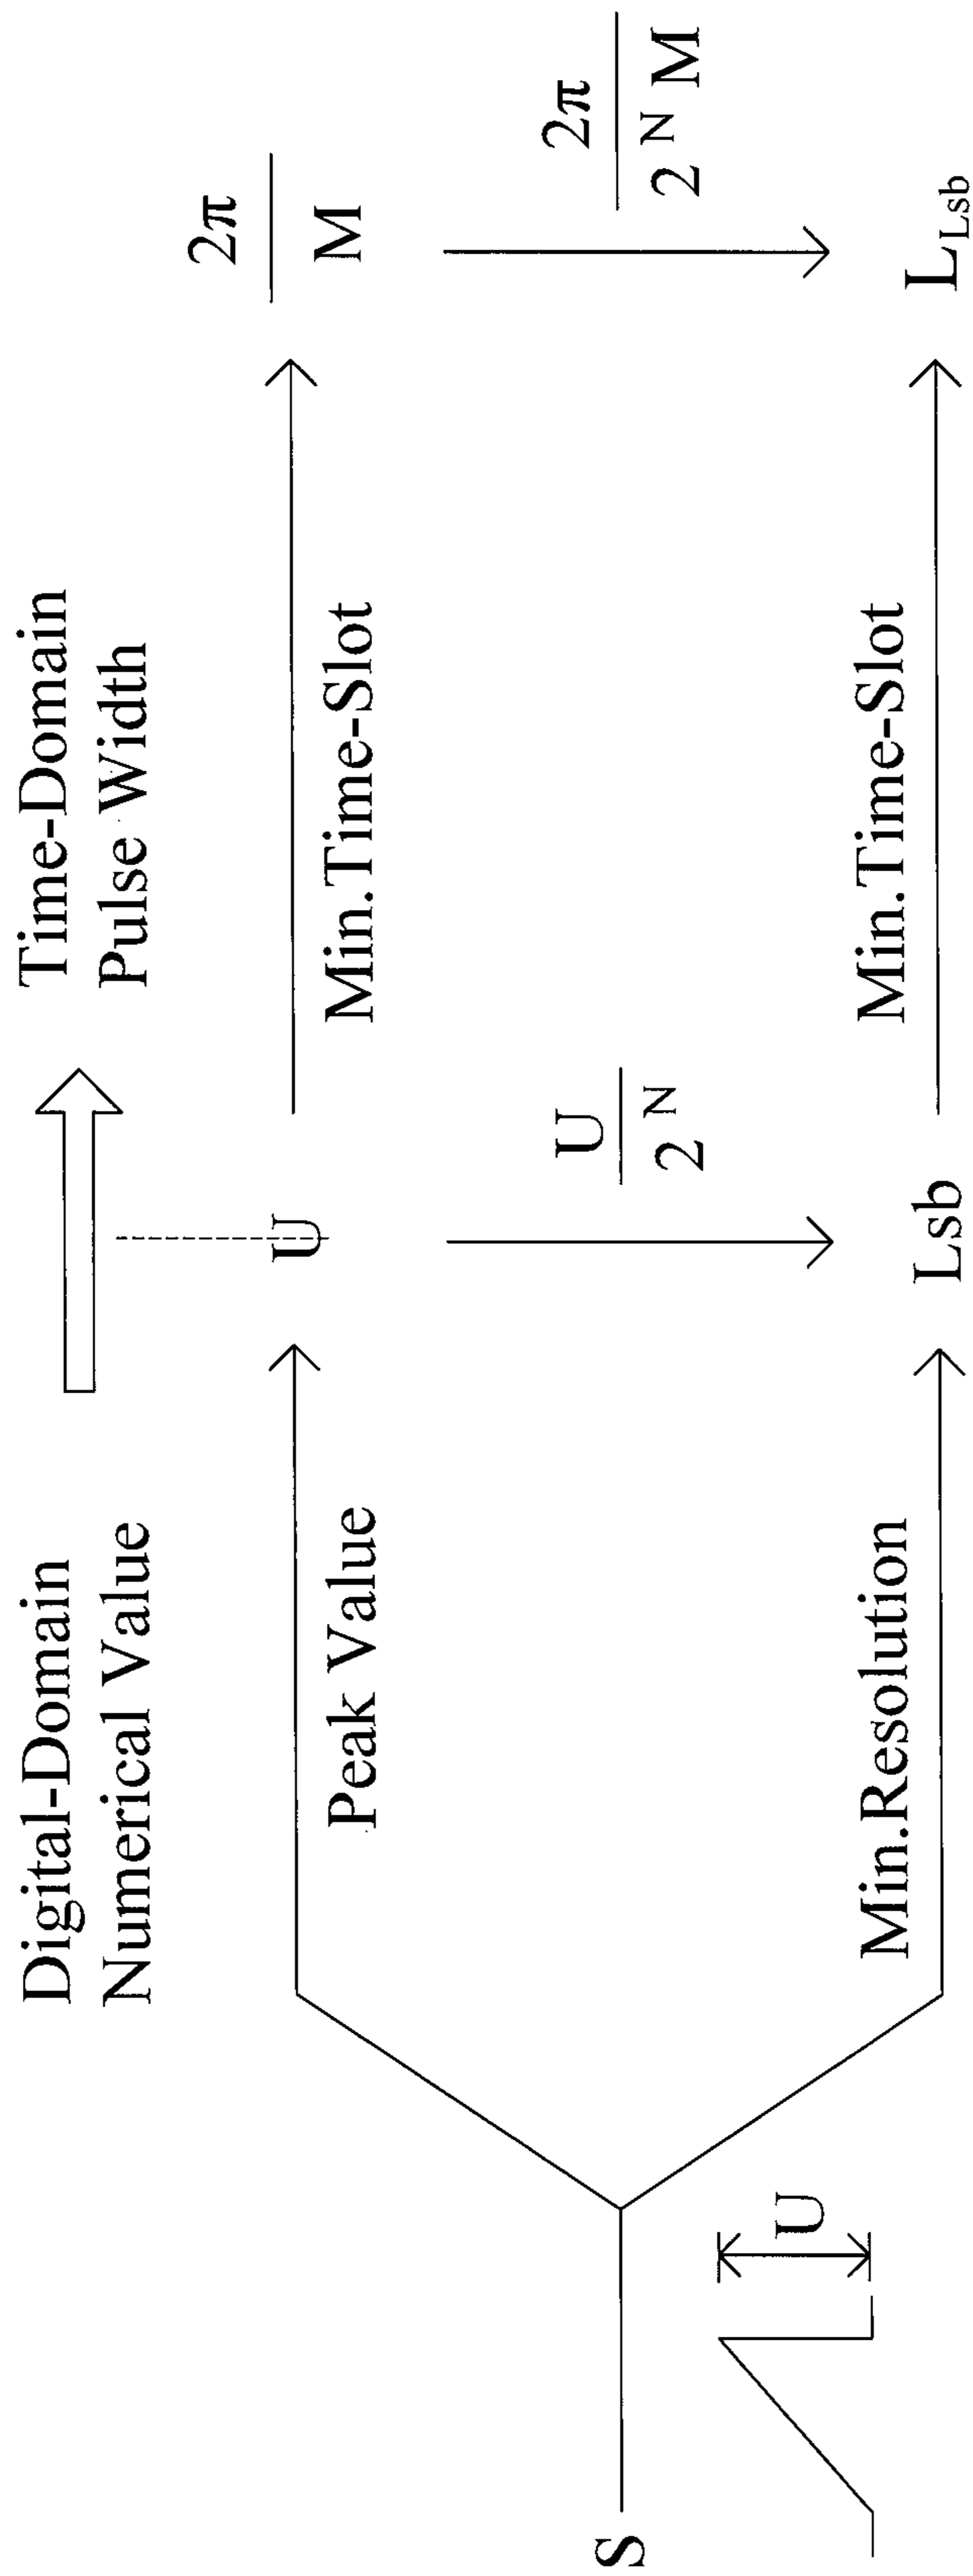 Digital-Domain
Numerical Value
Time-Domain
Pulse Width
Peak Value
U
Min.Time-Slot
2π
M
S
U
U
2 N
2π
2 N M
Min.Resolution
Lsb
Min.Time-Slot
LLsb